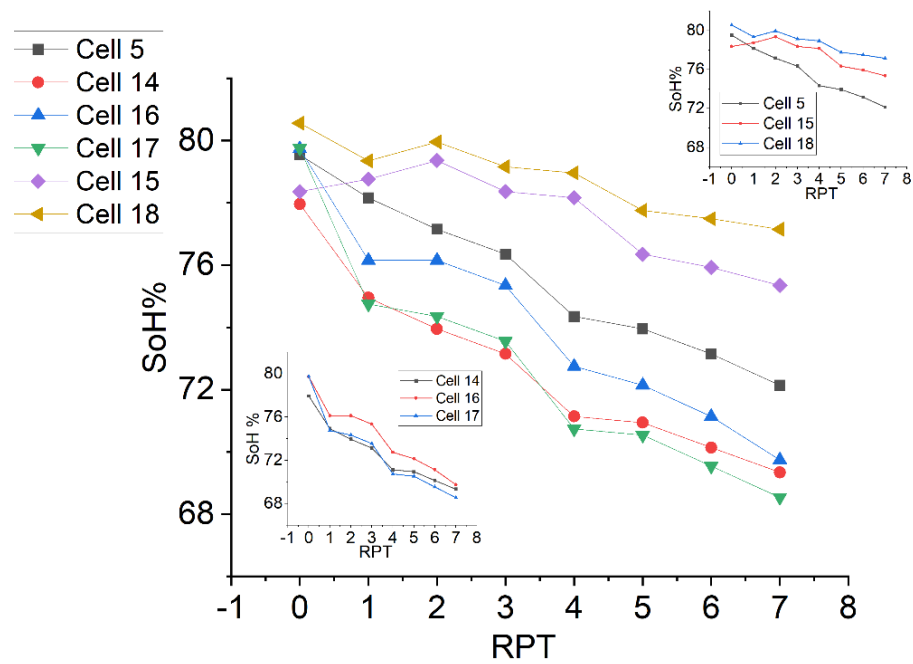 Cell 5
Cell 14
Cell 16
Cell 17
Cell 15
Cell 18
SoH%
80
76
72
68
-1 0 1 2 3 4 5 6 7 8
RPT
SoH%
80
76
72
68
Cell 5
Cell 15
Cell 18
-1 0 1 2 3 4 5 6 7 8
RPT
SoH %
80
76
72
68
Cell 14
Cell 16
Cell 17
-1 0 1 2 3 4 5 6 7 8
RPT